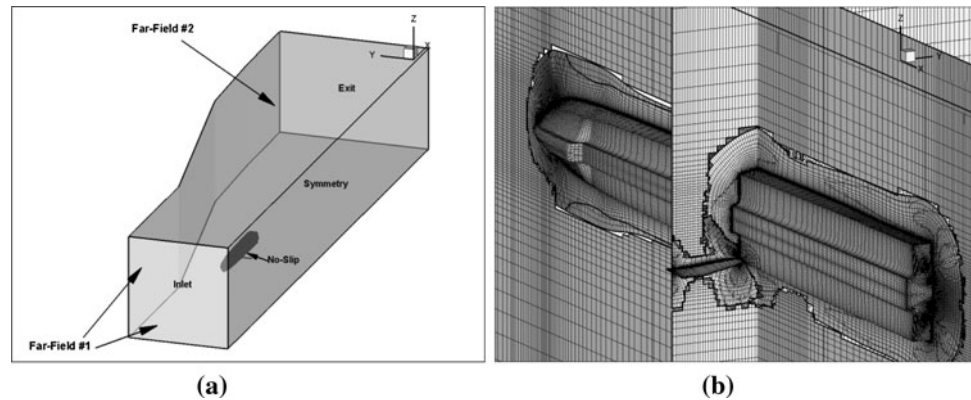 Far-Field #2
Z
Y
X
Exit
Symmetry
No-Slip
Inlet
Far-Field #1
(a)
Z
Y
X
(b)